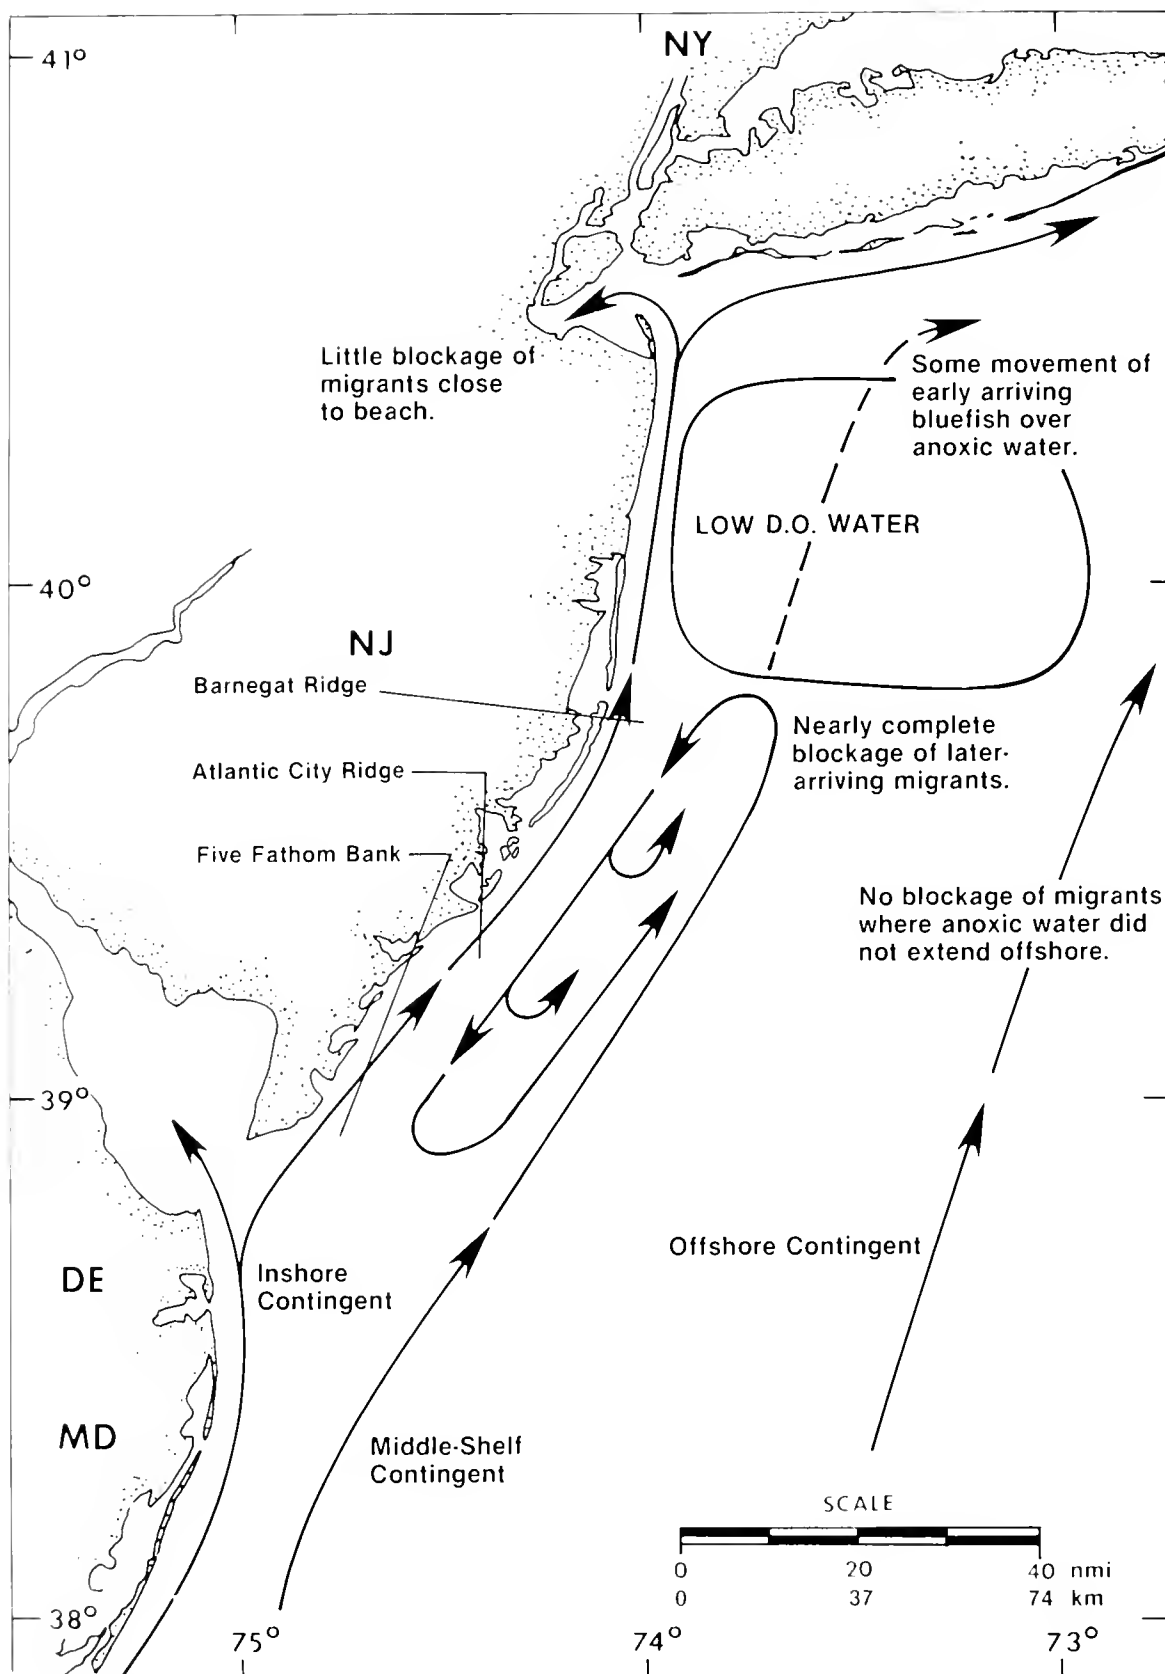 NY
41°
Little blockage of
migrants close
to beach.
Some movement of
early arriving
bluefish over
anoxic water.
LOW D.O. WATER
40°
NJ
Barnegat Ridge
Nearly complete
blockage of later-
arriving migrants.
Atlantic City Ridge
Five Fathom Bank
No blockage of migrants
where anoxic water did
not extend offshore.
39°
Offshore Contingent
DE
Inshore
Contingent
MD
Middle-Shelf
Contingent
SCALE
0 20 40 nmi
0 37 74 km
38°
75° 74° 73°